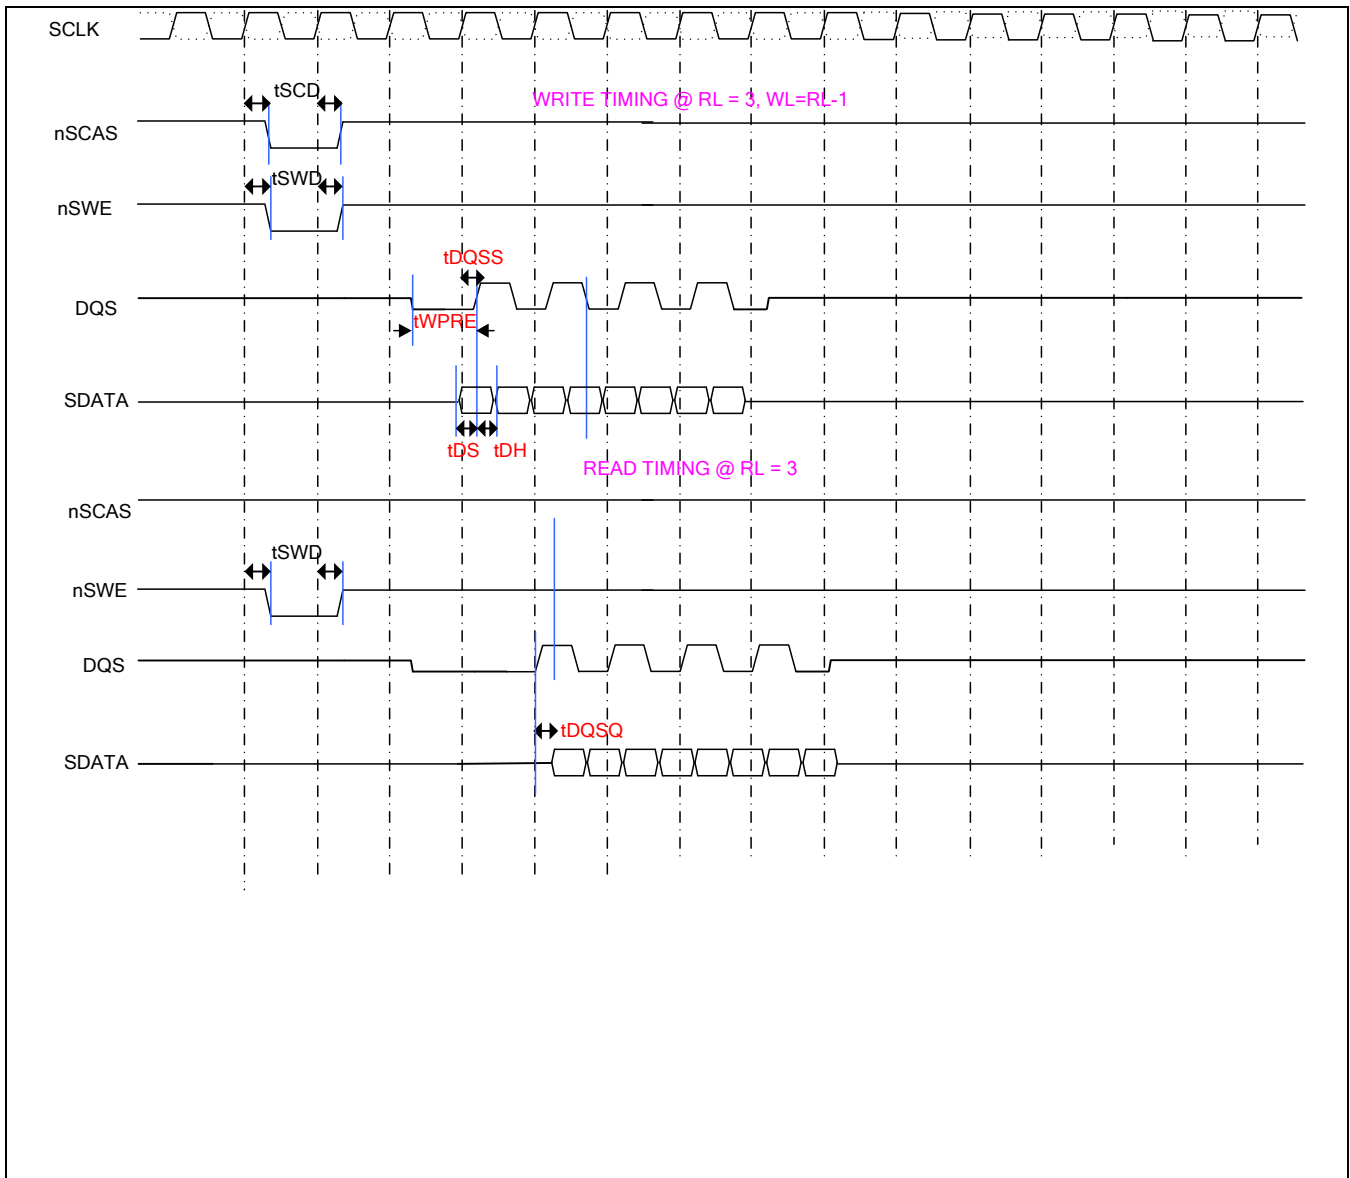 SCLK
tSCD
WRITE TIMING @ RL = 3, WL=RL-1
nSCAS
tSWD
nSWE
tDQSS
DQS
tWPRE
SDATA
tDS tDH
READ TIMING @ RL = 3
nSCAS
tSWD
nSWE
DQS
tDQSQ
SDATA